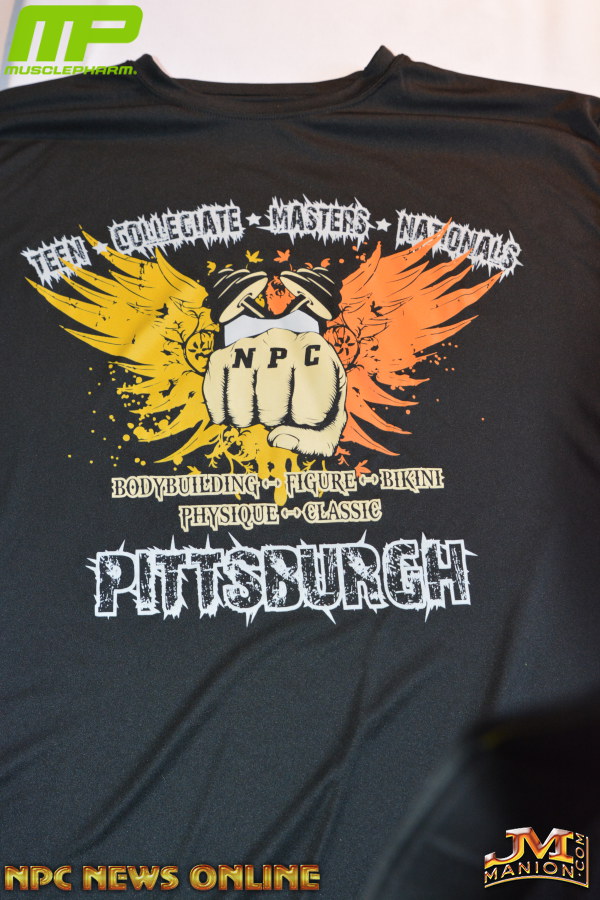 MP
MUSCLEPHARM®
TEEN ★ COLLEGIATE ★ MASTERS ★ NATIONALS
NPC
BODYBUILDING ↔ FIGURE ↔ BIKINI
PHYSIQUE ↔ CLASSIC
PITTSBURGH
NPC NEWS ONLINE
JM
MANION.COM